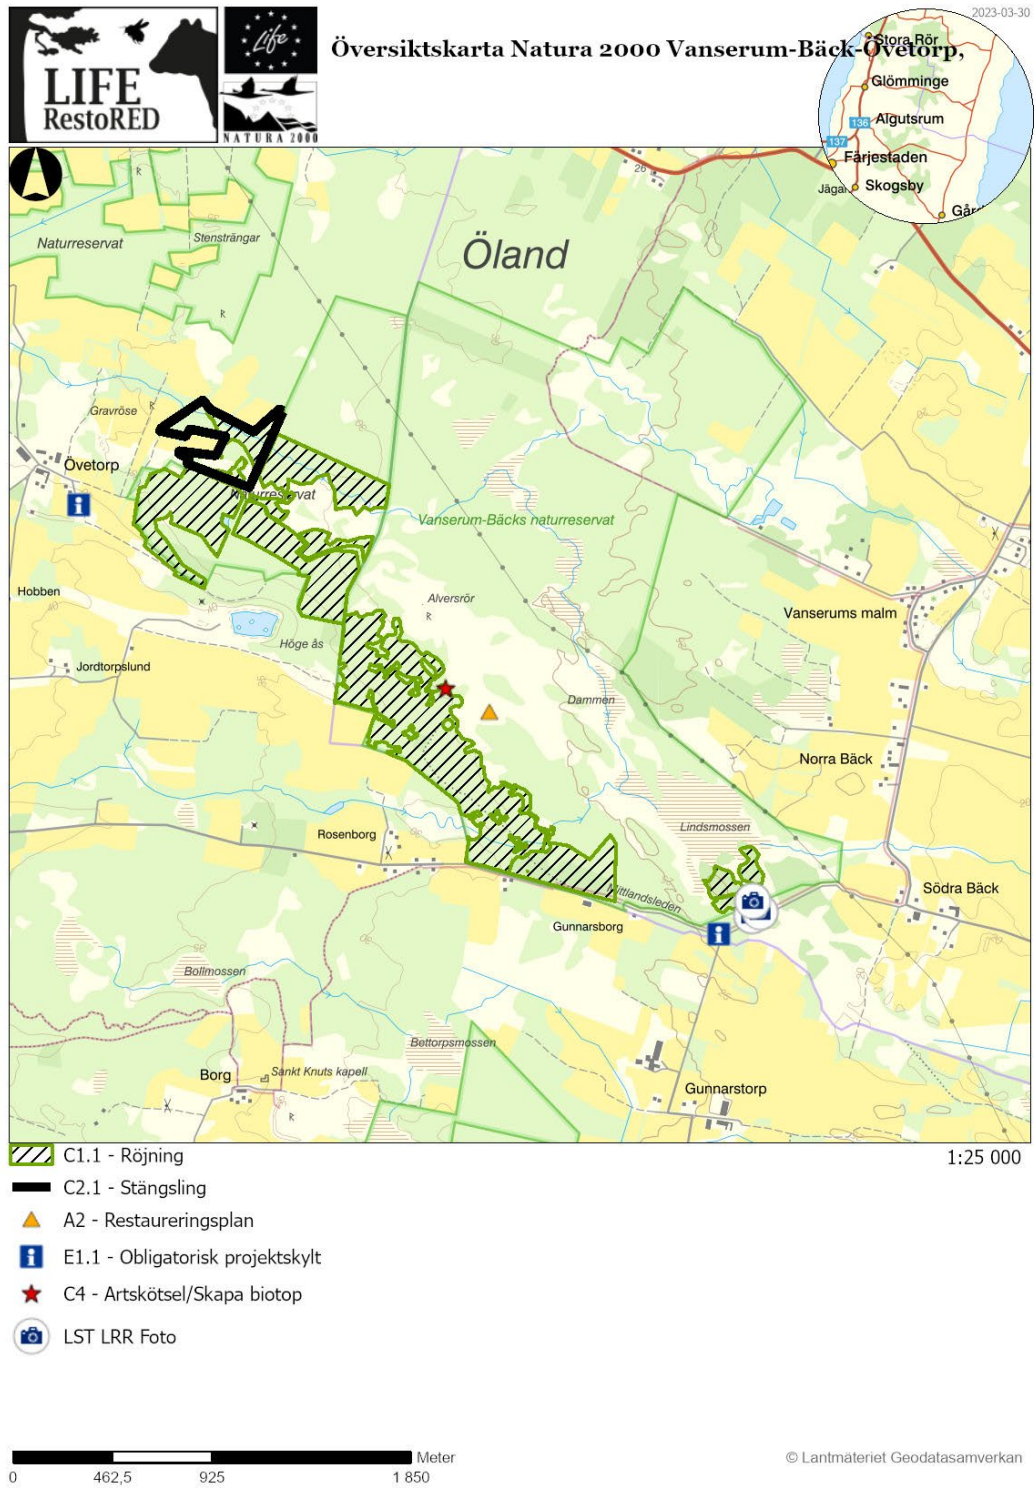 2023-03-30
LIFE
RestoRED
Life
NATURA 2000
Översiktskarta Natura 2000 Vanserum-Bäck-Övetorp,
Stora Rör
Glömminge
136
Algutsrum
137
Färjestaden
Skogsby
26
Naturreservat
Stensträngar
Öland
R
Gravröse
R
Övetorp
Naturreservat
Vanserum-Bäcks naturreservat
Hobben
Alversrör
R
Vanserums malm
Höge ås
Jordtorpslund
Dammen
Norra Bäck
Rosenborg
Lindsmossen
Mittlandsleden
Södra Bäck
Gunnarsborg
Bollmossen
Bettorpsmossen
Borg
Sankt Knuts kapell
Gunnarstorp
R
C1.1 - Röjning
1:25 000
C2.1 - Stängsling
A2 - Restaureringsplan
E1.1 - Obligatorisk projektskylt
C4 - Artskötsel/Skapa biotop
LST LRR Foto
Meter
0 462,5 925 1 850
© Lantmäteriet Geodatasamverkan